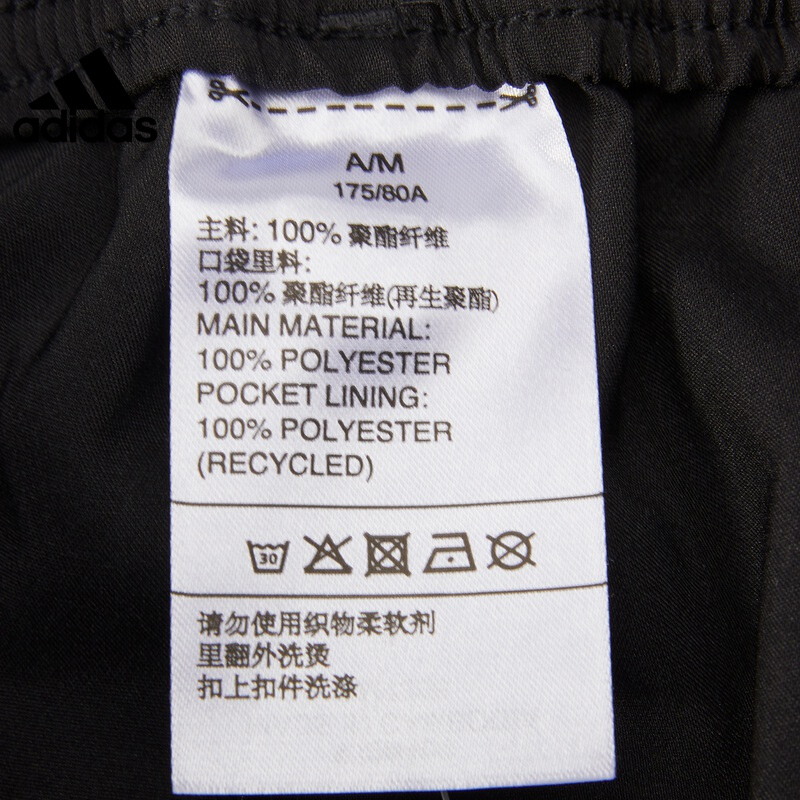 adidas
A/M
175/80A
主料: 100% 聚酯纤维
口袋里料:
100% 聚酯纤维(再生聚酯)
MAIN MATERIAL:
100% POLYESTER
POCKET LINING:
100% POLYESTER
(RECYCLED)
30
请勿使用织物柔软剂
里翻外洗烫
扣上扣件洗涤